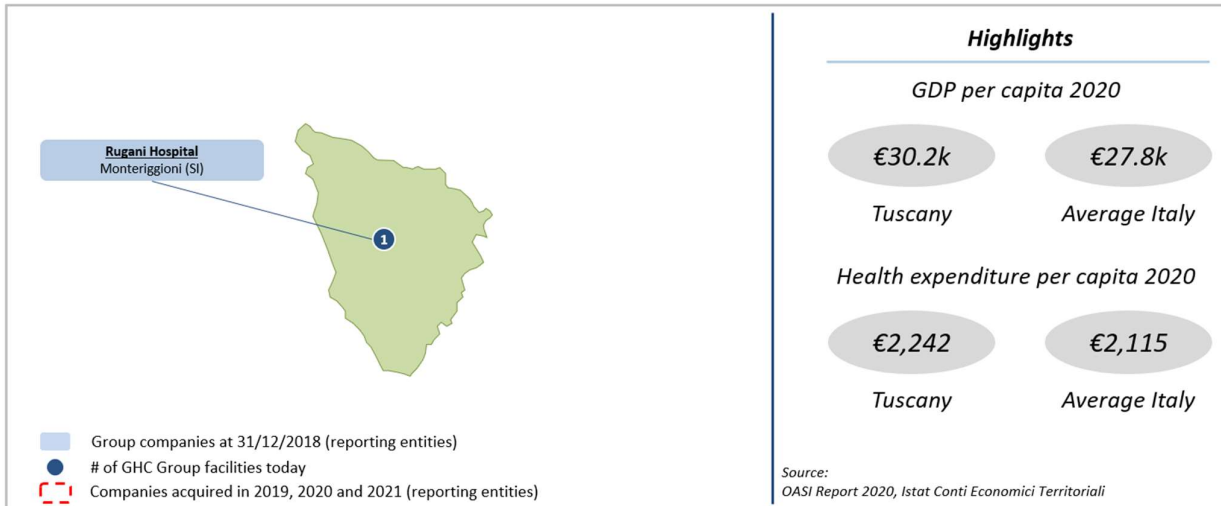 Rugani Hospital
Monteriggioni (SI)
1
Group companies at 31/12/2018 (reporting entities)
# of GHC Group facilities today
Companies acquired in 2019, 2020 and 2021 (reporting entities)
Highlights
GDP per capita 2020
€30.2k €27.8k
Tuscany Average Italy
Health expenditure per capita 2020
€2,242 €2,115
Tuscany Average Italy
Source:
OASI Report 2020, Istat Conti Economici Territoriali